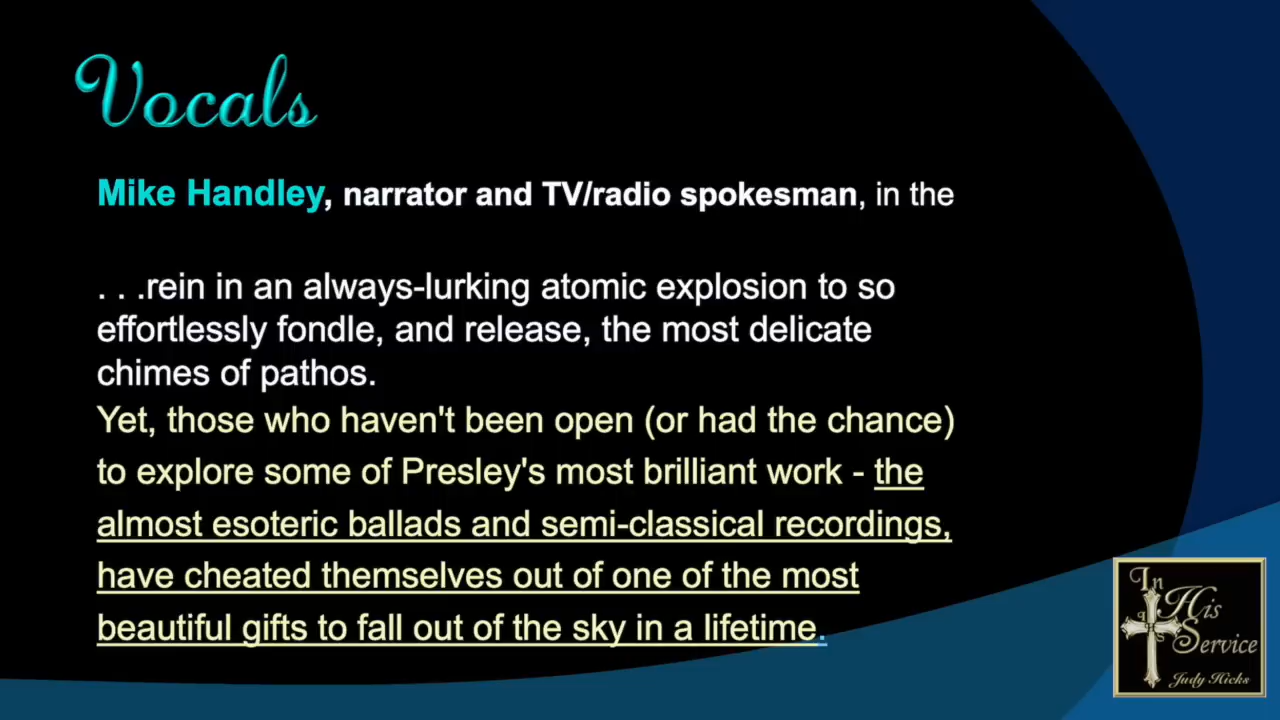 Vocals
Mike Handley, narrator and TV/radio spokesman, in the
. . .rein in an always-lurking atomic explosion to so
effortlessly fondle, and release, the most delicate
chimes of pathos.
Yet, those who haven't been open (or had the chance)
to explore some of Presley's most brilliant work - the
almost esoteric ballads and semi-classical recordings,
have cheated themselves out of one of the most
beautiful gifts to fall out of the sky in a lifetime.
In
His
Service
Judy Hicks